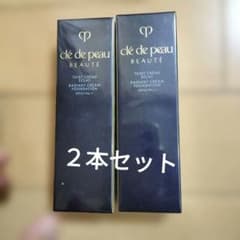 clé de peau
BEAUTÉ
TEINT CRÈME
ÉCLAT
RADIANT CREAM
FOUNDATION
clé de peau
BEAUTÉ
TEINT CRÈME
ÉCLAT
RADIANT CREAM
FOUNDATION
２本セット